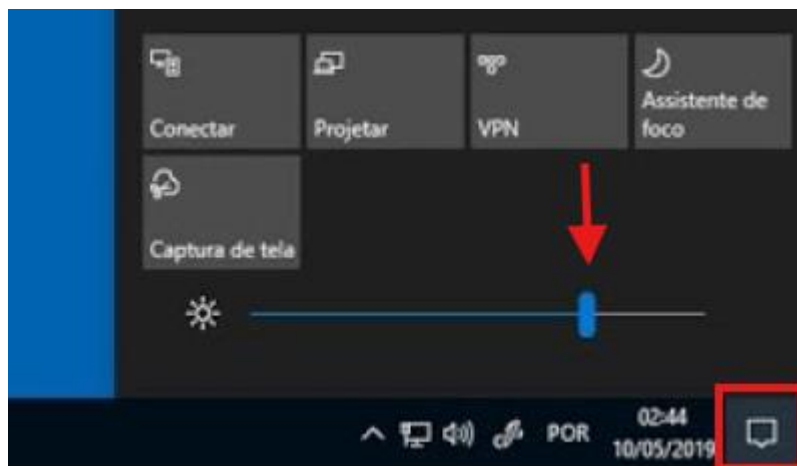 Conectar
Projetar
VPN
Assistente de
foco
Captura de tela
POR
02:44
10/05/2019